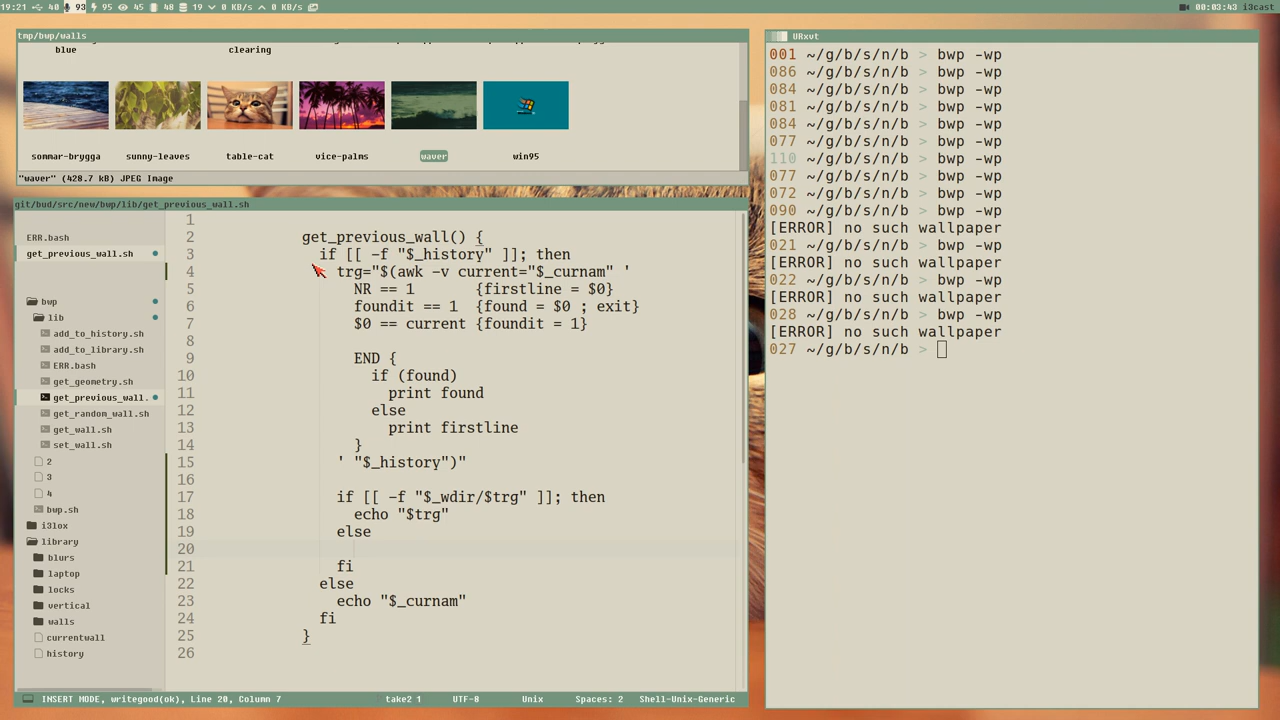 19:21 40 93 95 45 48 19 0 KB/s 0 KB/s
00:03:43 i3cast
tmp/bwp/walls
blue clearing
sommar-brygga sunny-leaves table-cat vice-palms waver win95
"waver" (428.7 kB) JPEG Image
git/bud/src/new/bwp/lib/get_previous_wall.sh
ERR.bash
get_previous_wall.sh
bwp
lib
add_to_history.sh
add_to_library.sh
ERR.bash
get_geometry.sh
get_previous_wall.
get_random_wall.sh
get_wall.sh
set_wall.sh
2
3
4
bwp.sh
i3lox
library
blurs
laptop
locks
vertical
walls
currentwall
history
1
2 get_previous_wall() {
3 if [[ -f "$_history" ]]; then
4 trg="$(awk -v current="$_curnam" '
5 NR == 1 {firstline = $0}
6 foundit == 1 {found = $0 ; exit}
7 $0 == current {foundit = 1}
8
9 END {
10 if (found)
11 print found
12 else
13 print firstline
14 }
15 ' "$_history")"
16
17 if [[ -f "$_wdir/$trg" ]]; then
18 echo "$trg"
19 else
20
21 fi
22 else
23 echo "$_curnam"
24 fi
25 }
26
INSERT MODE, writegood(ok), Line 20, Column 7 take2 1 UTF-8 Unix Spaces: 2 Shell-Unix-Generic
URxvt
001 ~/g/b/s/n/b > bwp -wp
086 ~/g/b/s/n/b > bwp -wp
084 ~/g/b/s/n/b > bwp -wp
081 ~/g/b/s/n/b > bwp -wp
084 ~/g/b/s/n/b > bwp -wp
077 ~/g/b/s/n/b > bwp -wp
110 ~/g/b/s/n/b > bwp -wp
077 ~/g/b/s/n/b > bwp -wp
072 ~/g/b/s/n/b > bwp -wp
090 ~/g/b/s/n/b > bwp -wp
[ERROR] no such wallpaper
021 ~/g/b/s/n/b > bwp -wp
[ERROR] no such wallpaper
022 ~/g/b/s/n/b > bwp -wp
[ERROR] no such wallpaper
028 ~/g/b/s/n/b > bwp -wp
[ERROR] no such wallpaper
027 ~/g/b/s/n/b >